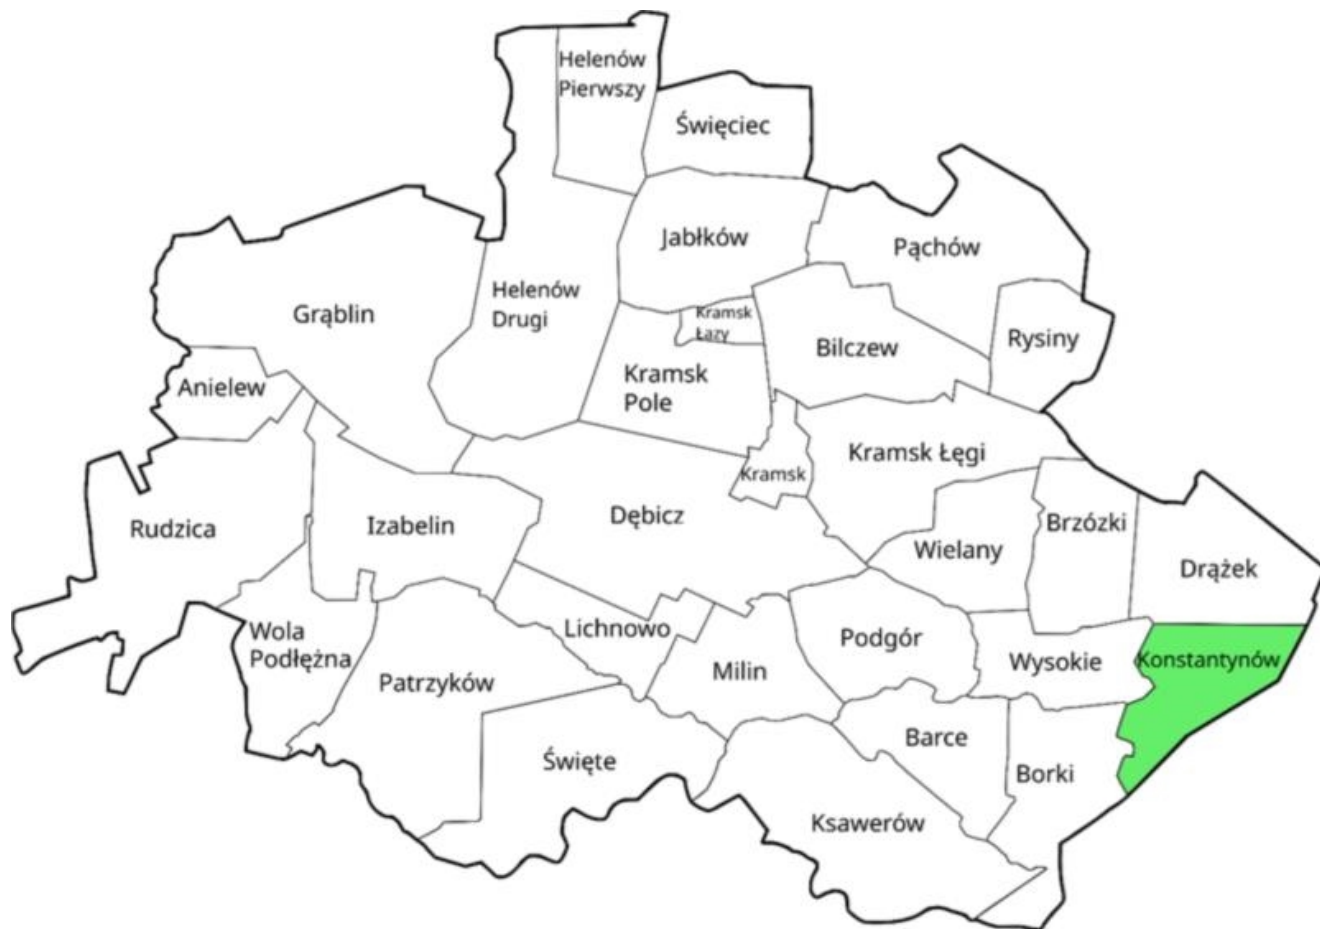 Helenów
Pierwszy
Święciec
Jabłków
Pąchów
Grąblin
Helenów
Drugi
Kramsk
Łazy
Bilczew
Rysiny
Anielew
Kramsk
Pole
Kramsk Łęgi
Kramsk
Rudzica
Izabelin
Dębicz
Wielany
Brzózki
Drążek
Wola
Podłężna
Lichnowo
Podgór
Wysokie
Konstantynów
Patrzyków
Milin
Święte
Barce
Borki
Ksawerów